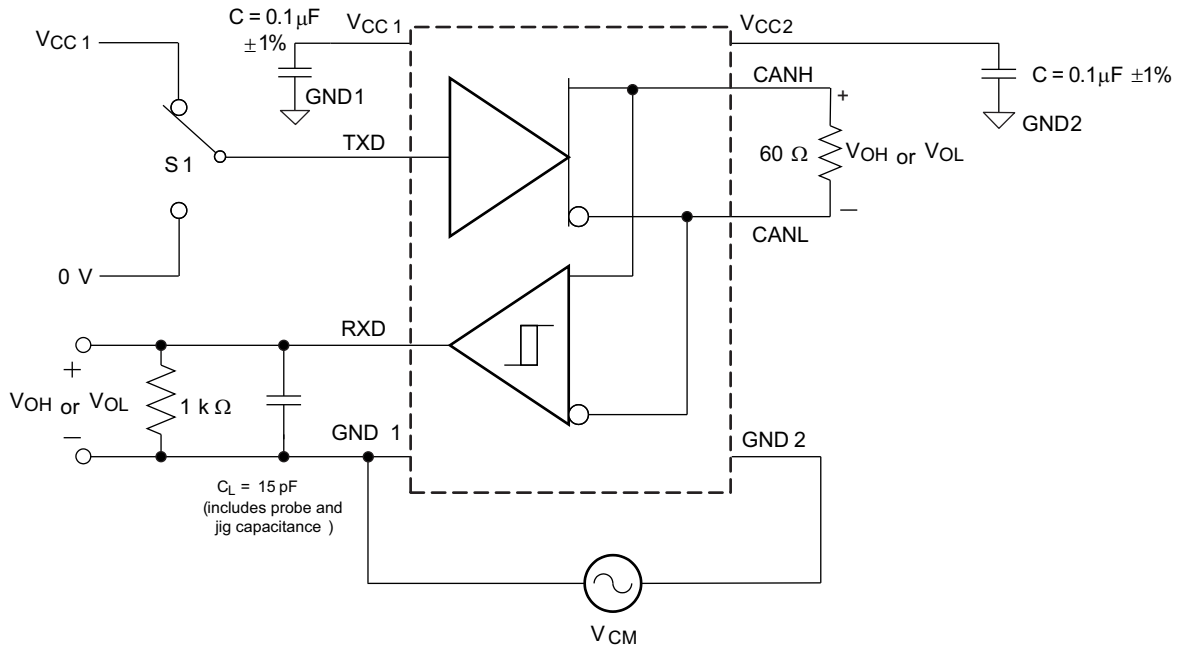 C = 0.1µF
±1%
VCC 1
VCC 1
GND1
VCC2
C = 0.1µF ±1%
GND2
CANH
S 1
TXD
+
60 Ω
VOH or VOL
–
CANL
0 V
RXD
+
VOH or VOL
–
1 k Ω
GND 1
GND 2
CL = 15 pF
(includes probe and
jig capacitance )
VCM